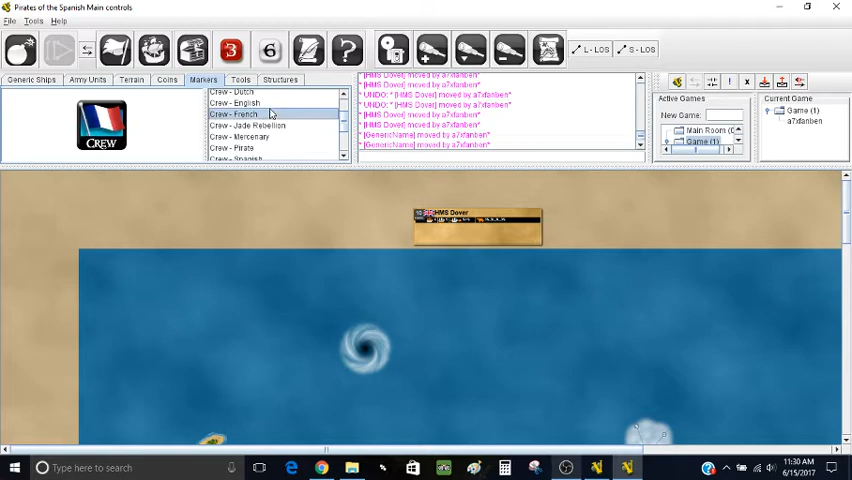 Pirates of the Spanish Main controls
File Tools Help
3 6 ? L - LOS S - LOS
Generic Ships Army Units Terrain Coins Markers Tools Structures
CREW
Crew - Dutch
Crew - English
Crew - French
Crew - Jade Rebellion
Crew - Mercenary
Crew - Pirate
Crew - Spanish
* [HMS Dover] moved by a7xfanben*
* [HMS Dover] moved by a7xfanben*
* UNDO: * [HMS Dover] moved by a7xfanben*
* UNDO: * [HMS Dover] moved by a7xfanben*
* [HMS Dover] moved by a7xfanben*
* [HMS Dover] moved by a7xfanben*
* [GenericName] moved by a7xfanben*
* [GenericName] moved by a7xfanben*
! x
Active Games
New Game:
Main Room (
Game (1)
Current Game
Game (1)
a7xfanben
10 HMS Dover
Type here to search
11:30 AM
6/15/2017